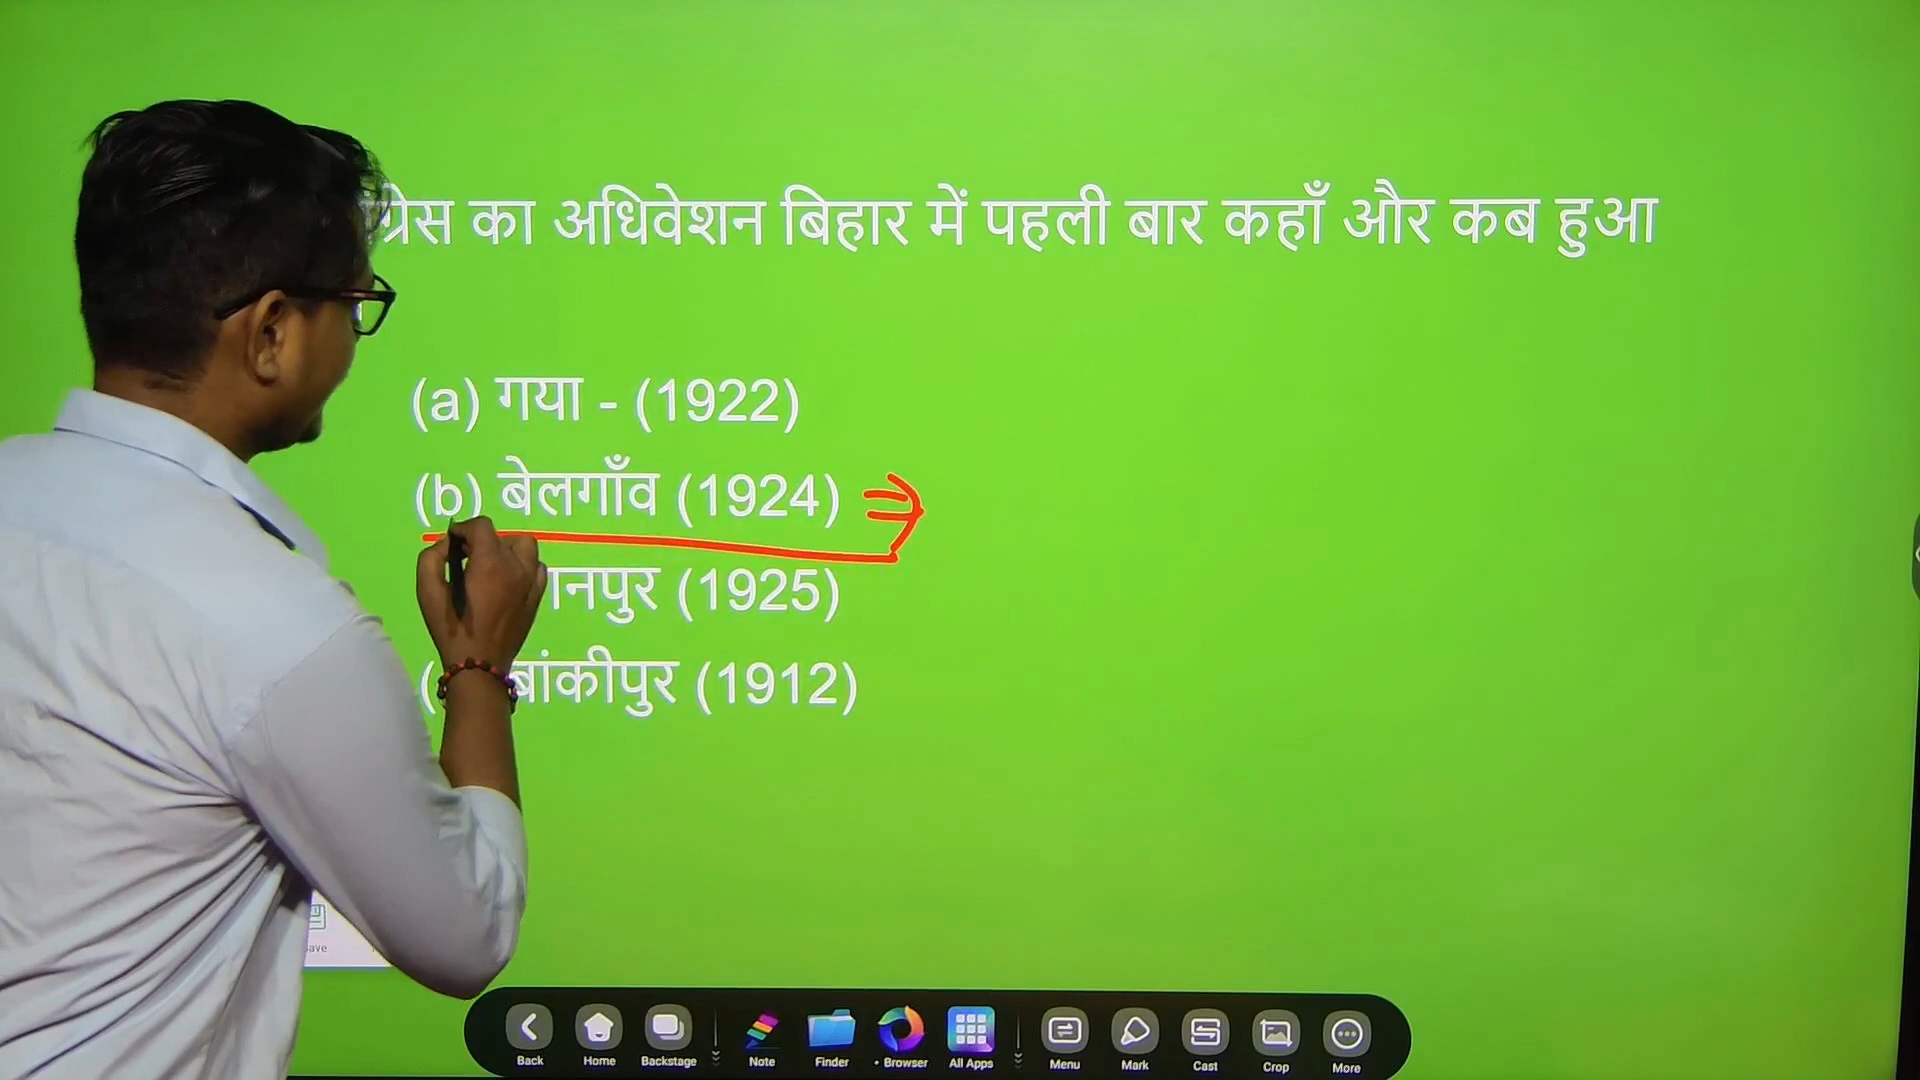 का अधिवेशन बिहार में पहली बार कहाँ और कब हुआ
(a) गया - (1922)
(b) बेलगाँव (1924)
(1925)
बांकीपुर (1912)
Back
Home
Backstage
Note
Finder
• Browser
All Apps
Menu
Mark
Cast
Crop
More